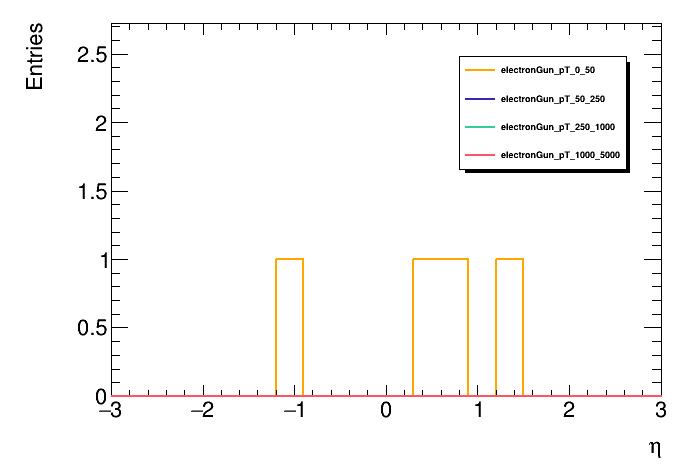 Entries
2.5
2
1.5
1
0.5
0
−3
−2
−1
0
1
2
3
η
electronGun_pT_0_50
electronGun_pT_50_250
electronGun_pT_250_1000
electronGun_pT_1000_5000